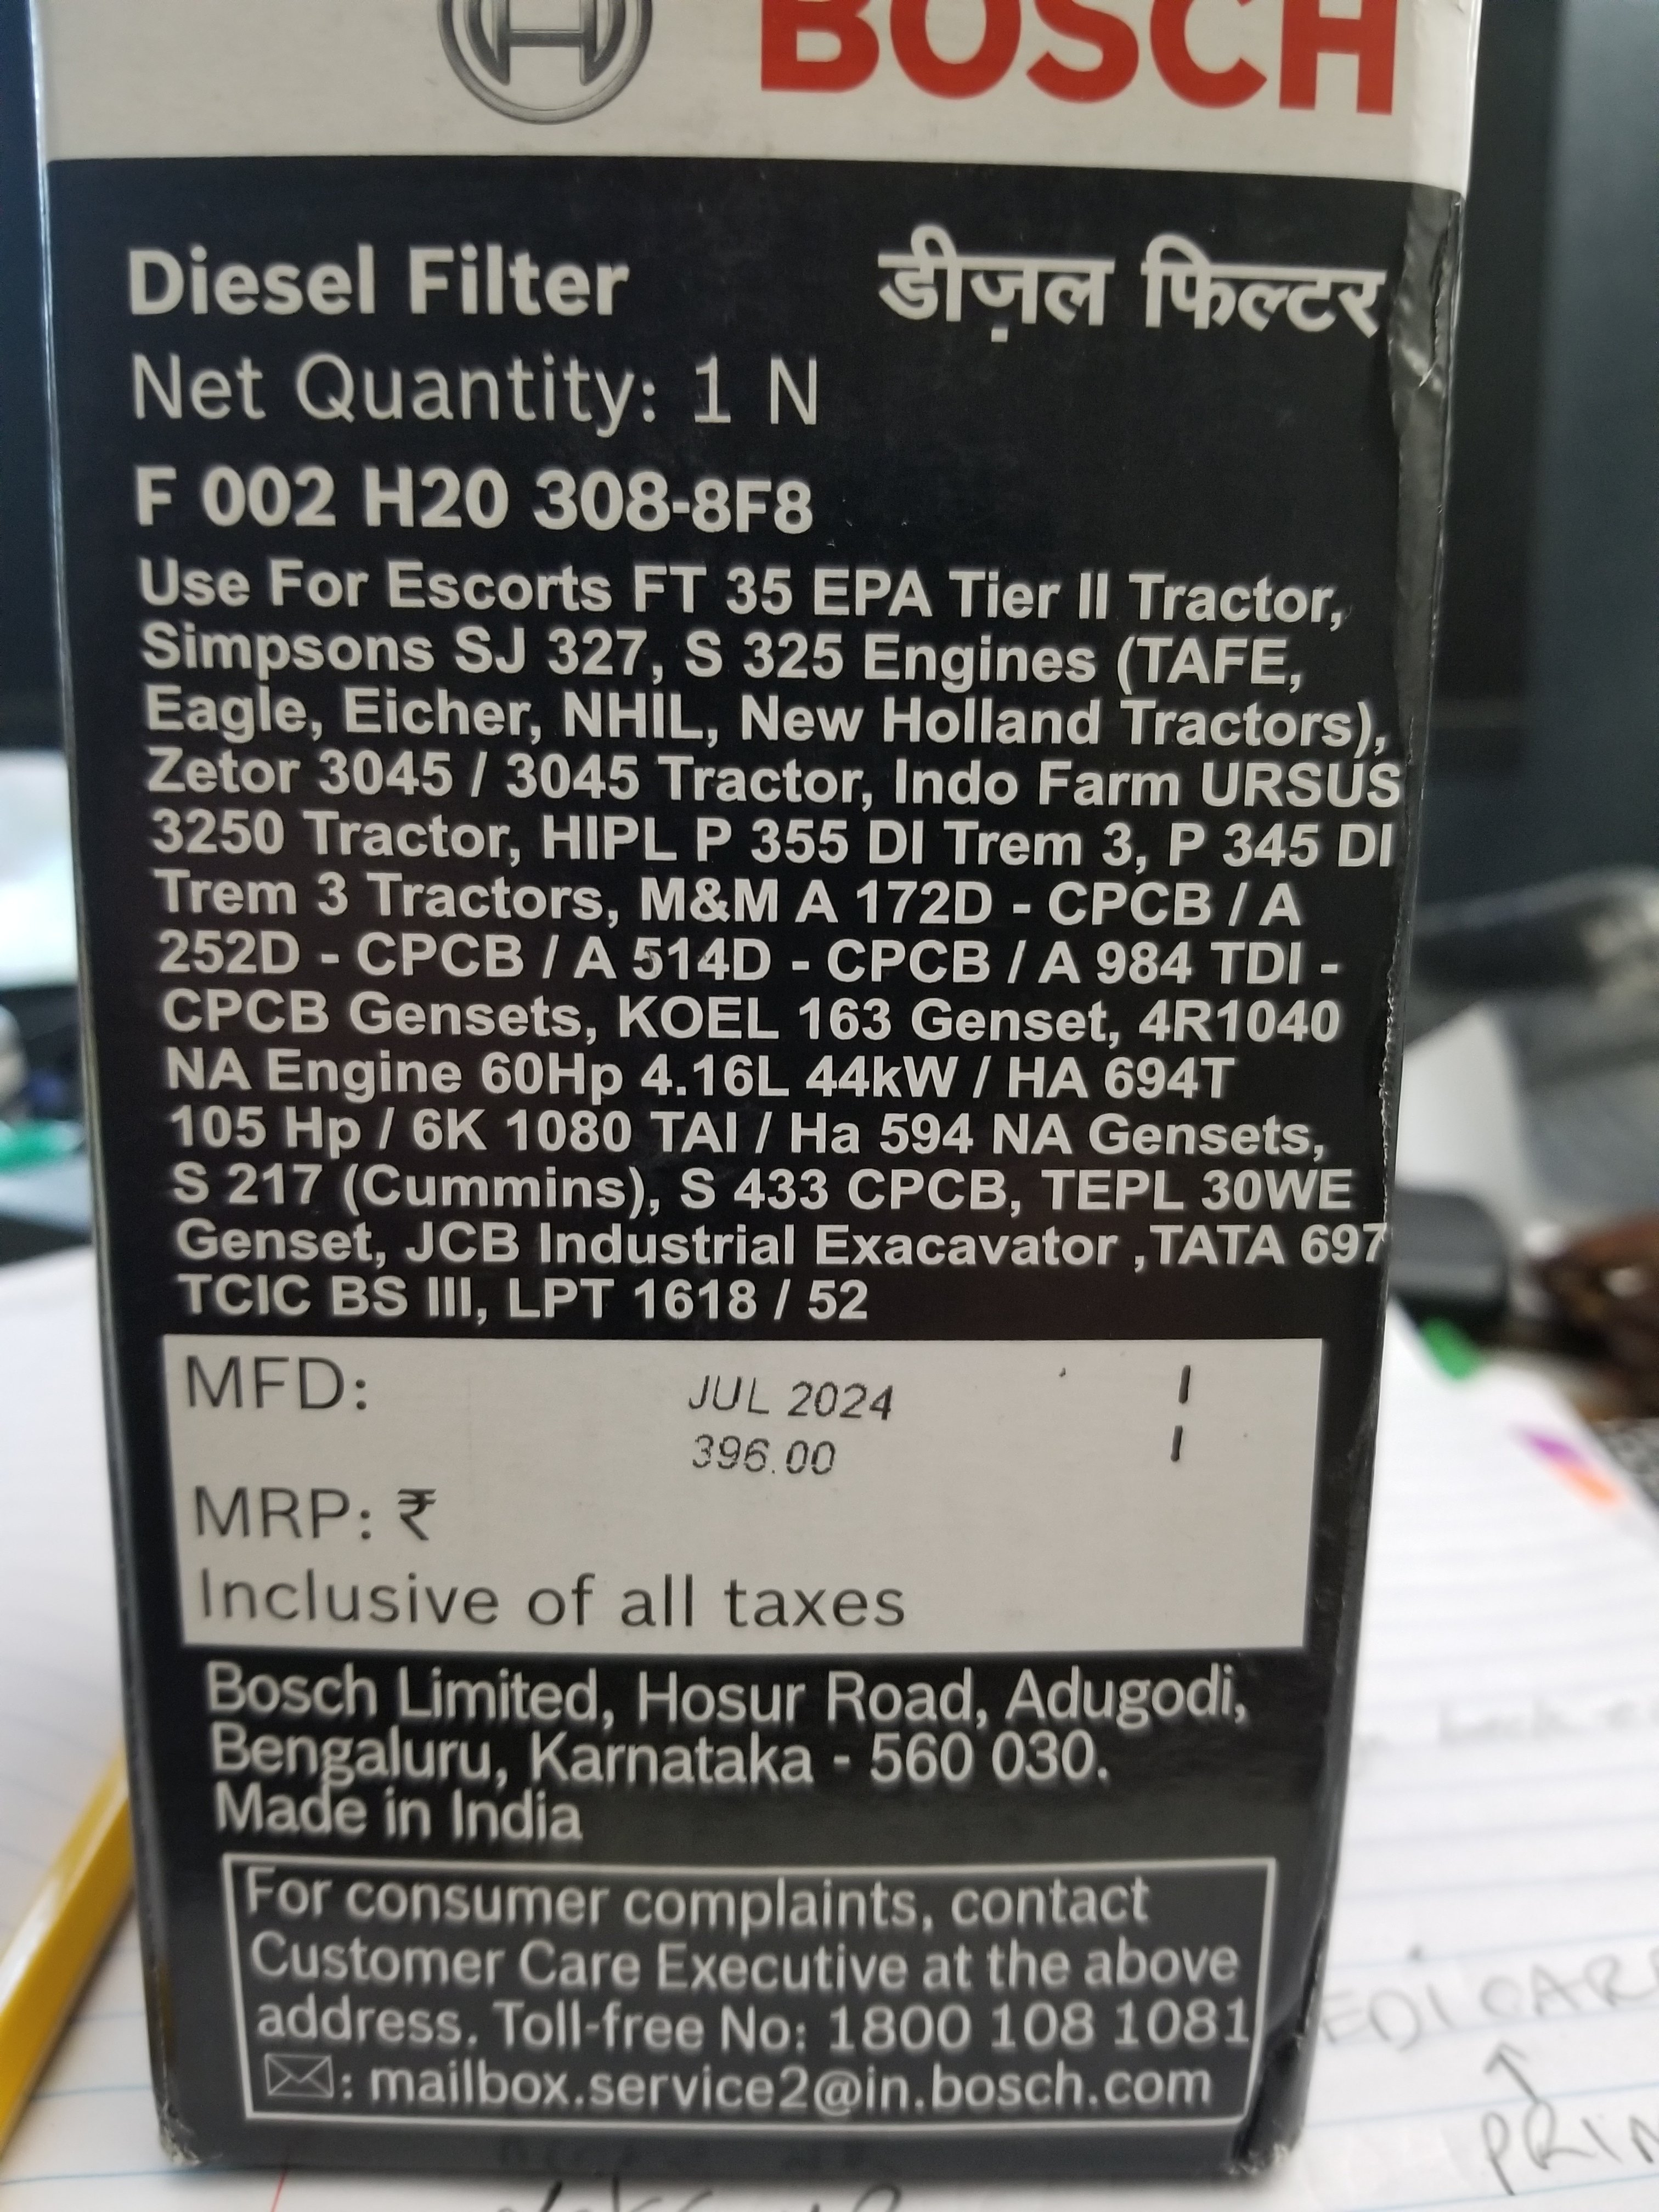 BOSCH
Diesel Filter डीज़ल फिल्टर
Net Quantity: 1 N
F 002 H20 308-8F8
Use For Escorts FT 35 EPA Tier II Tractor,
Simpsons SJ 327, S 325 Engines (TAFE,
Eagle, Eicher, NHIL, New Holland Tractors),
Zetor 3045 / 3045 Tractor, Indo Farm URSUS
3250 Tractor, HIPL P 355 DI Trem 3, P 345 DI
Trem 3 Tractors, M&M A 172D - CPCB / A
252D - CPCB / A 514D - CPCB / A 984 TDI -
CPCB Gensets, KOEL 163 Genset, 4R1040
NA Engine 60Hp 4.16L 44kW / HA 694T
105 Hp / 6K 1080 TAI / Ha 594 NA Gensets,
S 217 (Cummins), S 433 CPCB, TEPL 30WE
Genset, JCB Industrial Exacavator ,TATA 697
TCIC BS III, LPT 1618 / 52
MFD: JUL 2024
396.00
MRP: ₹
Inclusive of all taxes
Bosch Limited, Hosur Road, Adugodi,
Bengaluru, Karnataka - 560 030.
Made in India
For consumer complaints, contact
Customer Care Executive at the above
address. Toll-free No: 1800 108 1081
: mailbox.service2@in.bosch.com